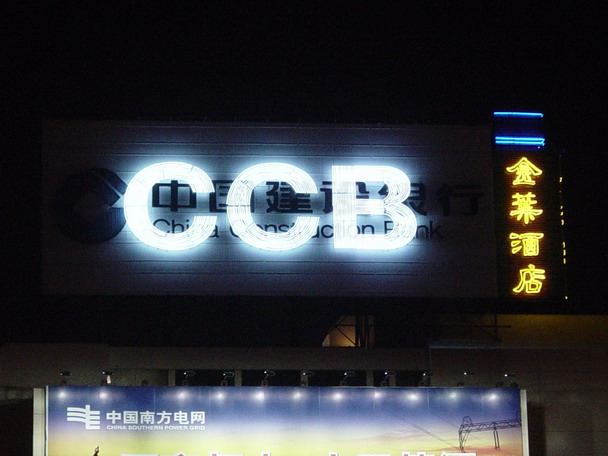 CCB
中国建设银行
China Construction Bank
金葉酒店
中国南方电网
CHINA SOUTHERN POWER GRID